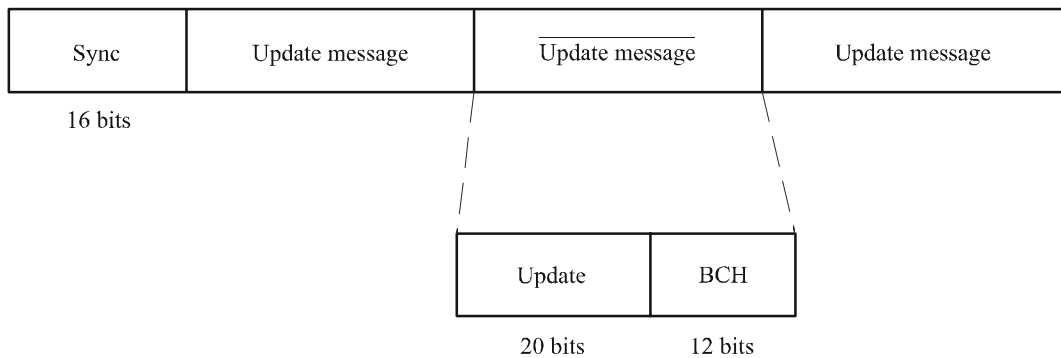 Sync
Update message
Update message
Update message
16 bits
Update
BCH
20 bits
12 bits